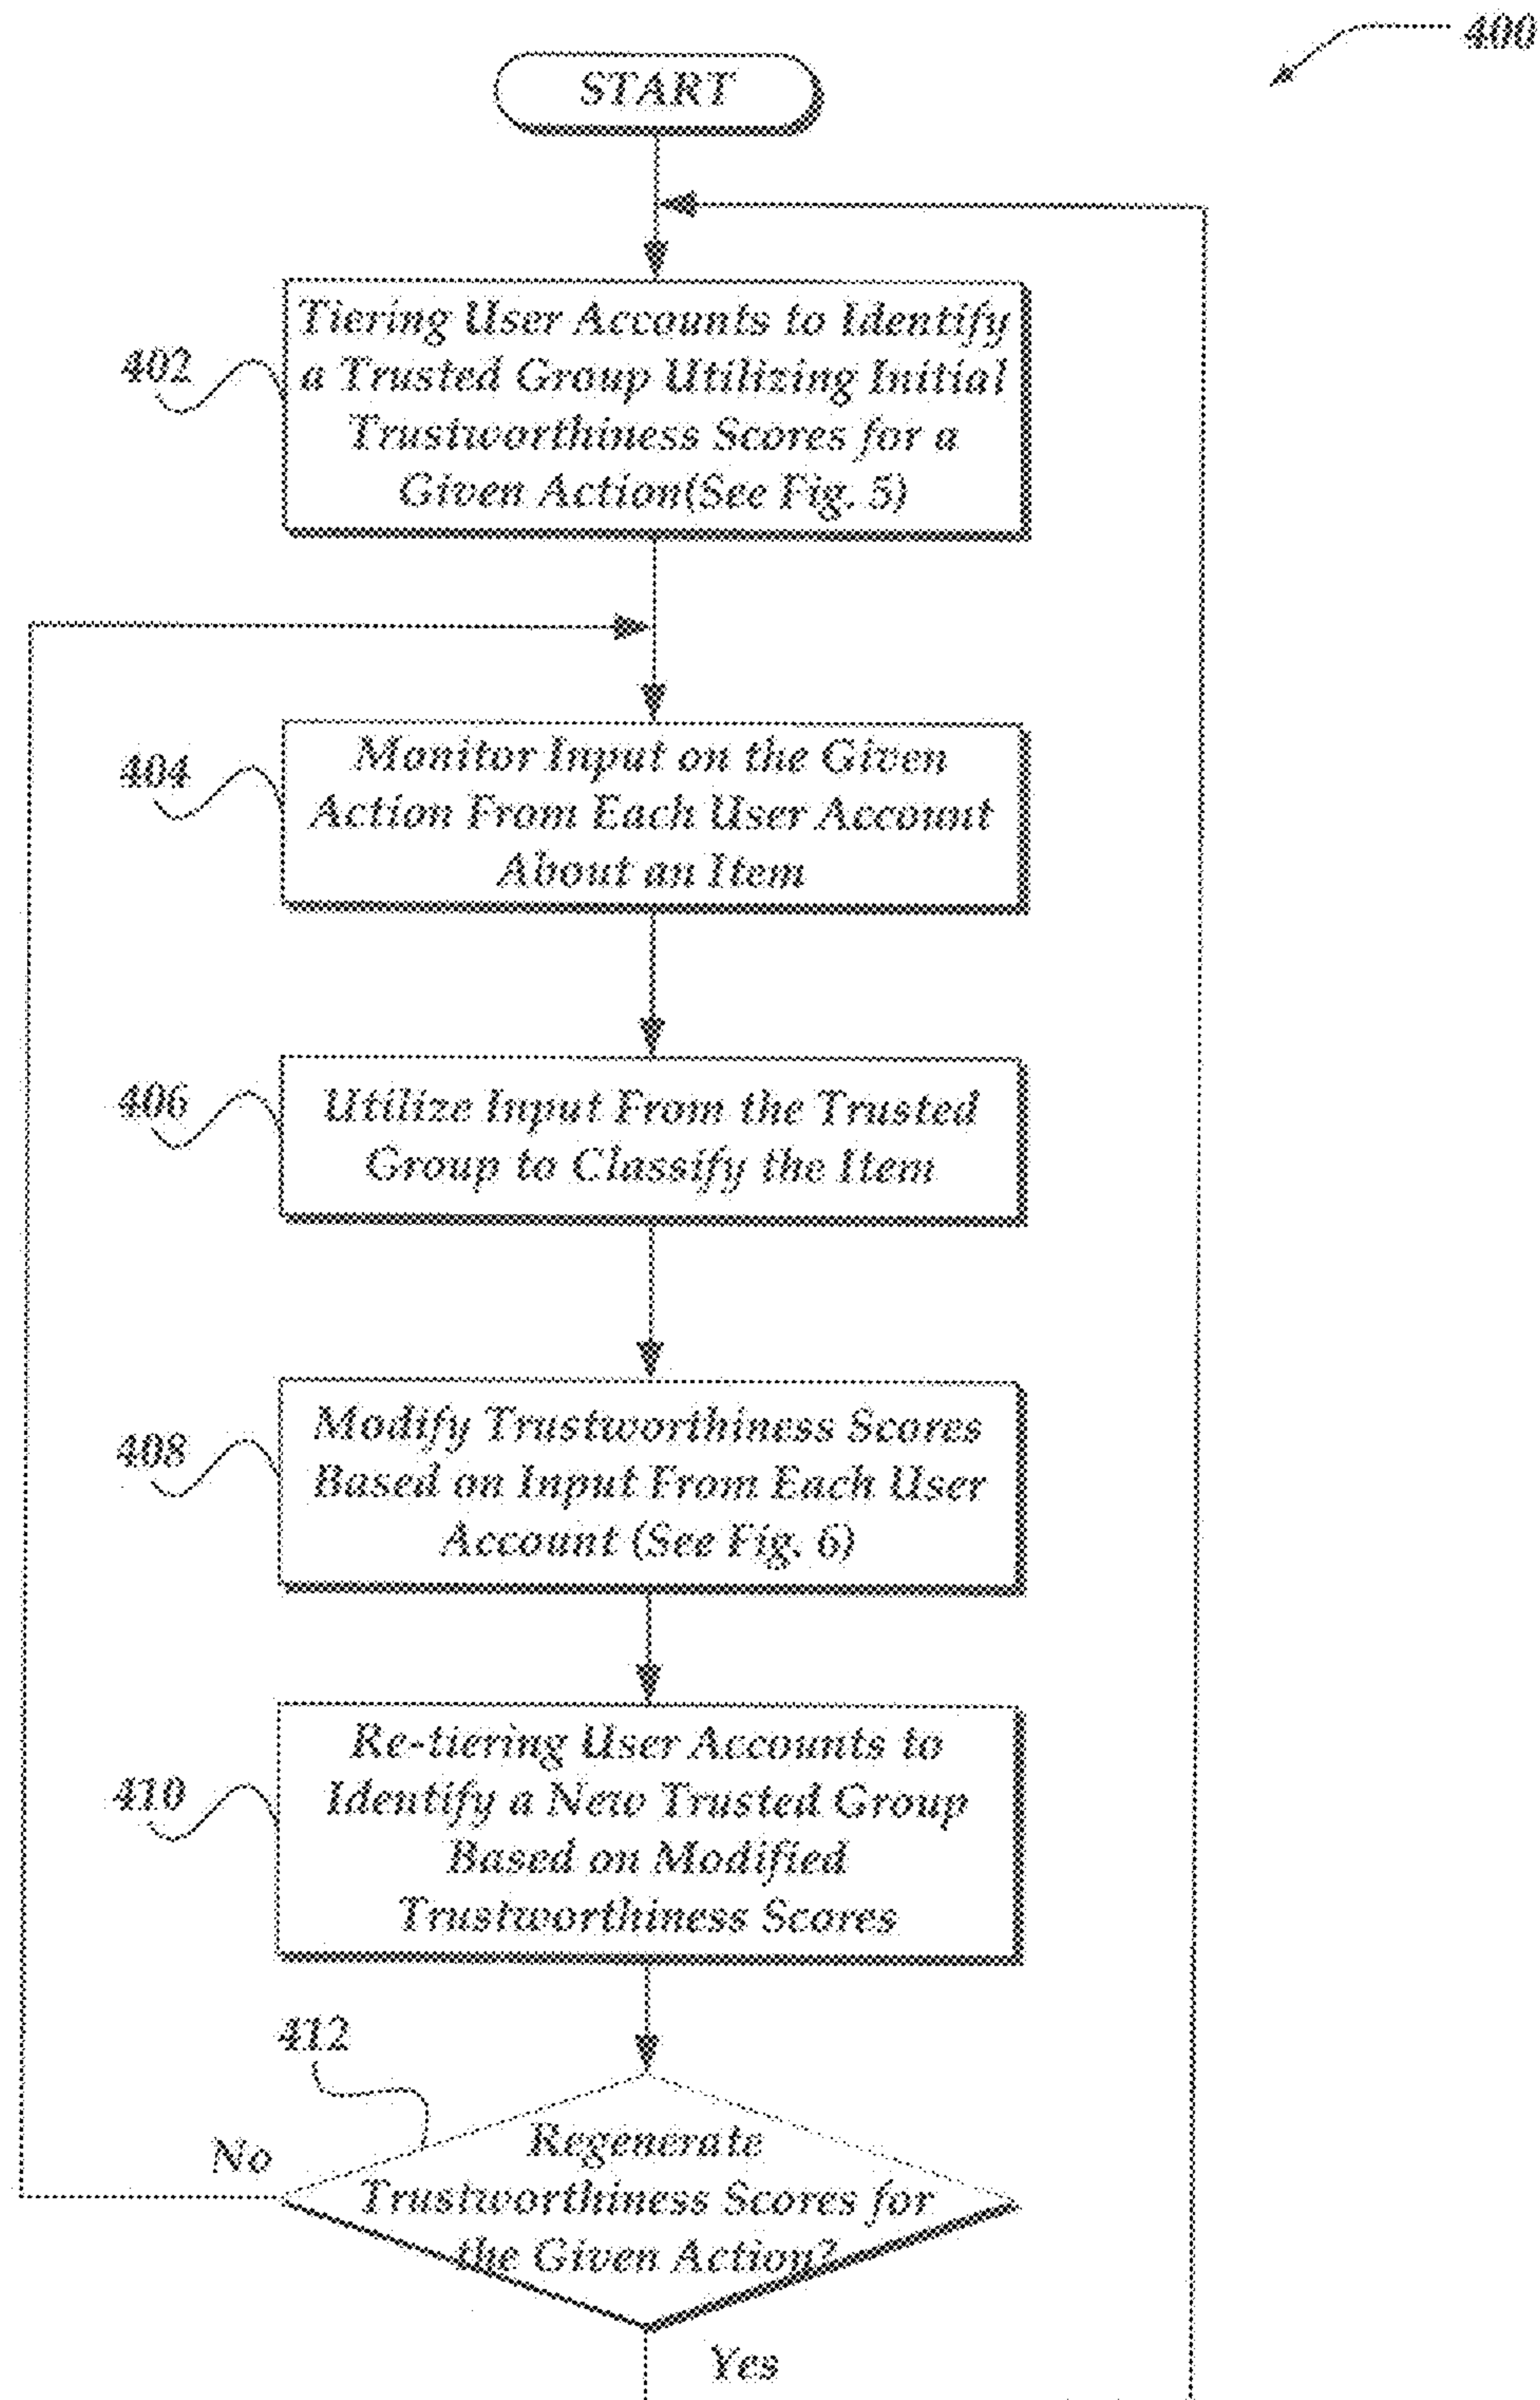 400
START
402
Tiering User Accounts to Identify
a Trusted Group Utilizing Initial
Trustworthiness Scores for a
Given Action(See Fig. 5)
404
Monitor Input on the Given
Action From Each User Account
About an Item
406
Utilize Input From the Trusted
Group to Classify the Item
408
Modify Trustworthiness Scores
Based on Input From Each User
Account (See Fig. 6)
410
Re-tiering User Accounts to
Identify a New Trusted Group
Based on Modified
Trustworthiness Scores
412
No
Regenerate
Trustworthiness Scores for
the Given Action?
Yes